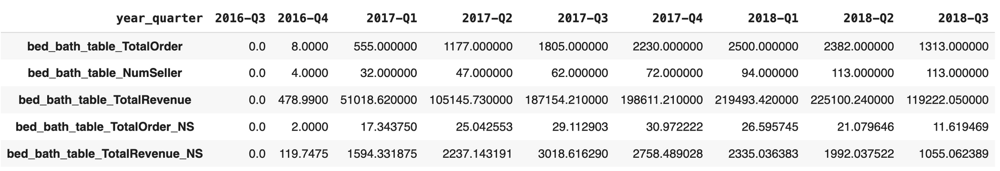 year_quarter 2016-Q3 2016-Q4 2017-Q1 2017-Q2 2017-Q3 2017-Q4 2018-Q1 2018-Q2 2018-Q3
bed_bath_table_TotalOrder 0.0 8.0000 555.000000 1177.000000 1805.000000 2230.000000 2500.000000 2382.000000 1313.000000
bed_bath_table_NumSeller 0.0 4.0000 32.000000 47.000000 62.000000 72.000000 94.000000 113.000000 113.000000
bed_bath_table_TotalRevenue 0.0 478.9900 51018.620000 105145.730000 187154.210000 198611.210000 219493.420000 225100.240000 119222.050000
bed_bath_table_TotalOrder_NS 0.0 2.0000 17.343750 25.042553 29.112903 30.972222 26.595745 21.079646 11.619469
bed_bath_table_TotalRevenue_NS 0.0 119.7475 1594.331875 2237.143191 3018.616290 2758.489028 2335.036383 1992.037522 1055.062389